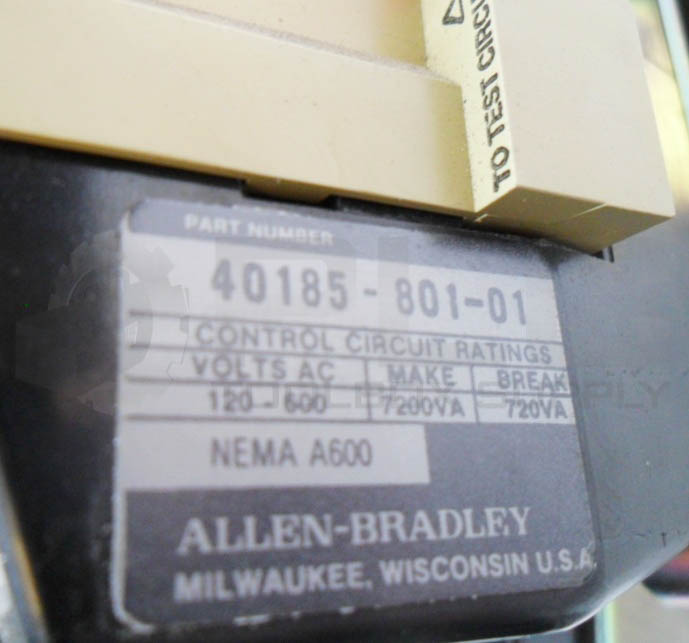 TO TEST CIRCU
PART NUMBER
40185-801-01
CONTROL CIRCUIT RATINGS
VOLTS AC MAKE BREAK
120-600 7200VA 720VA
NEMA A600
ALLEN-BRADLEY
MILWAUKEE, WISCONSIN U.S.A.